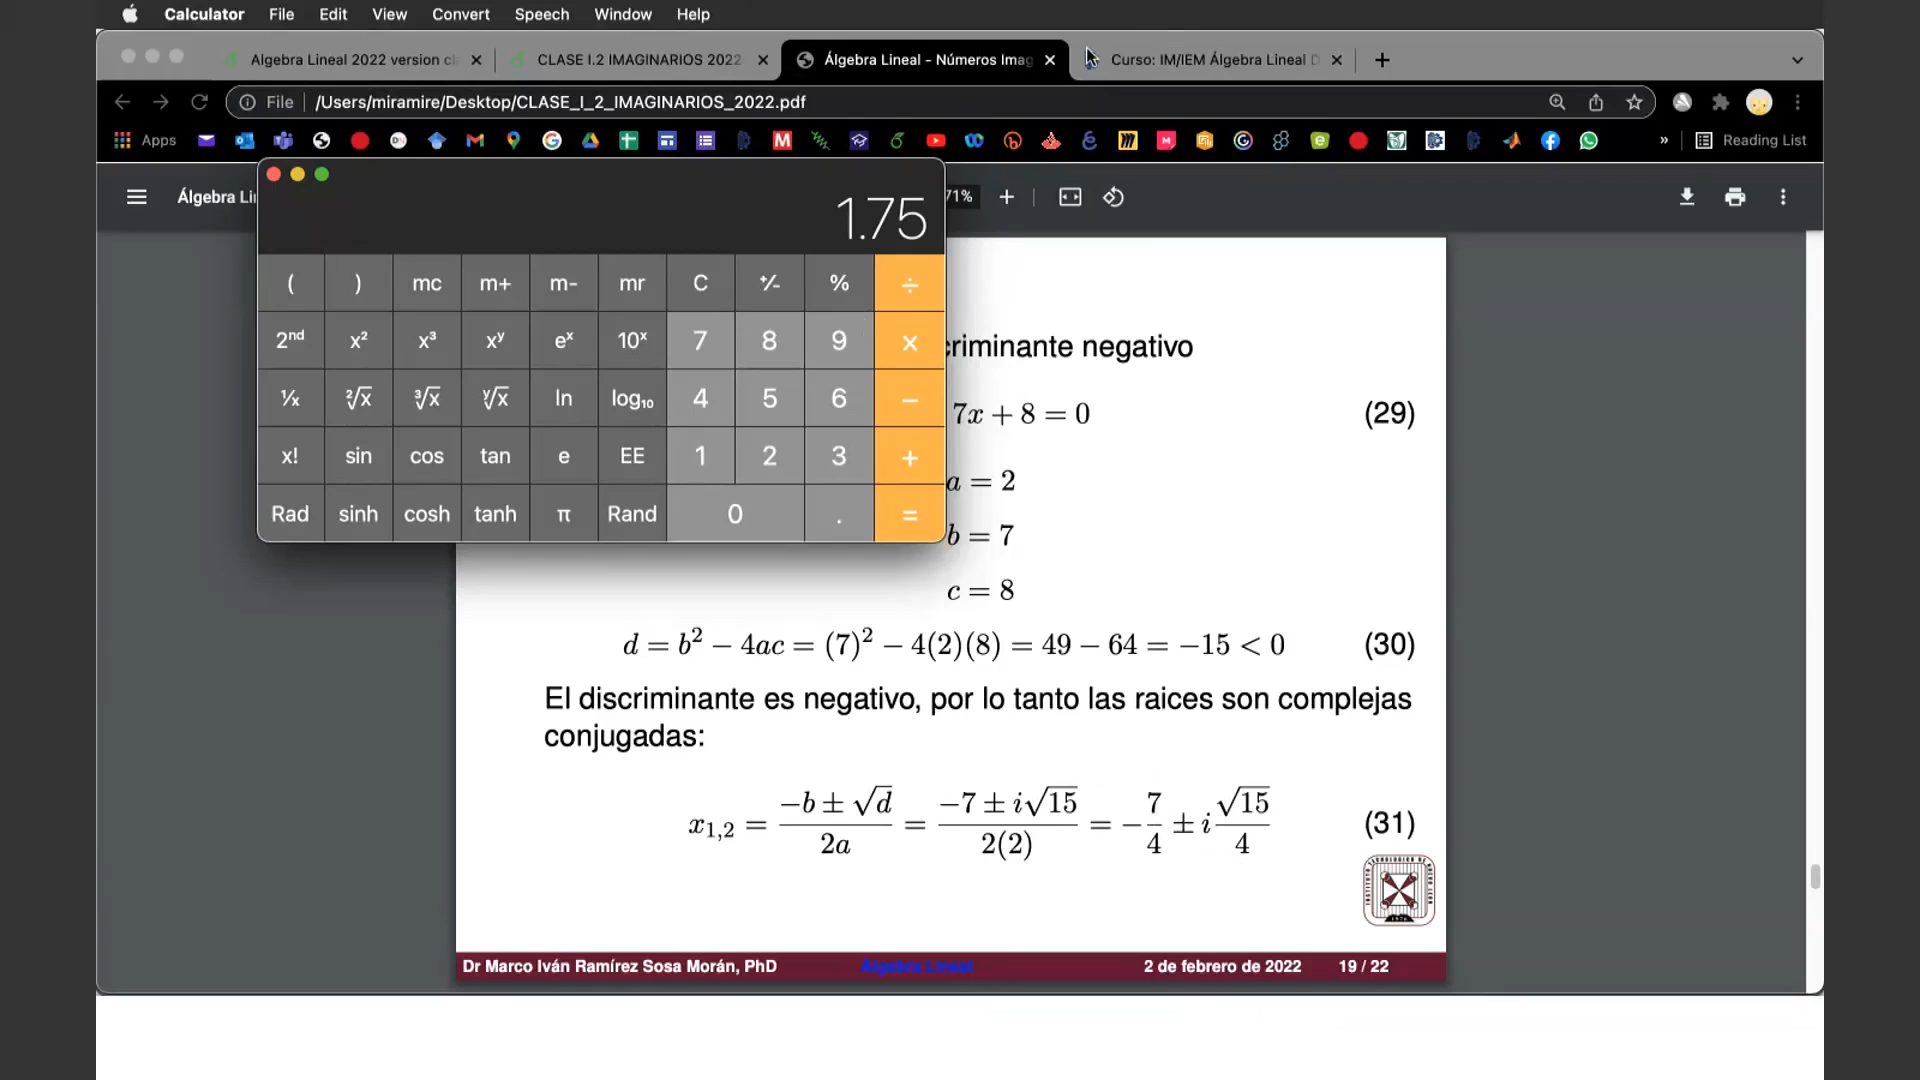 Calculator File Edit View Convert Speech Window Help
Algebra Lineal 2022 version cl
CLASE I.2 IMAGINARIOS 2022
Álgebra Lineal - Números Imag
Curso: IM/IEM Álgebra Lineal D
File /Users/miramire/Desktop/CLASE_I_2_IMAGINARIOS_2022.pdf
Apps
Reading List
Álgebra Li
71%
1.75
( ) mc m+ m- mr C +/- % ÷
2nd x² x³ xʸ eˣ 10ˣ 7 8 9 ×
1/x ²√x ³√x ʸ√x ln log₁₀ 4 5 6 −
x! sin cos tan e EE 1 2 3 +
Rad sinh cosh tanh π Rand 0 . =
criminante negativo
7x + 8 = 0 (29)
a = 2
b = 7
c = 8
d = b² − 4ac = (7)² − 4(2)(8) = 49 − 64 = −15 < 0 (30)
El discriminante es negativo, por lo tanto las raices son complejas
conjugadas:
x₁,₂ = (−b ± √d)/2a = (−7 ± i√15)/2(2) = −7/4 ± i √15/4 (31)
Dr Marco Iván Ramírez Sosa Morán, PhD Álgebra Lineal 2 de febrero de 2022 19 / 22